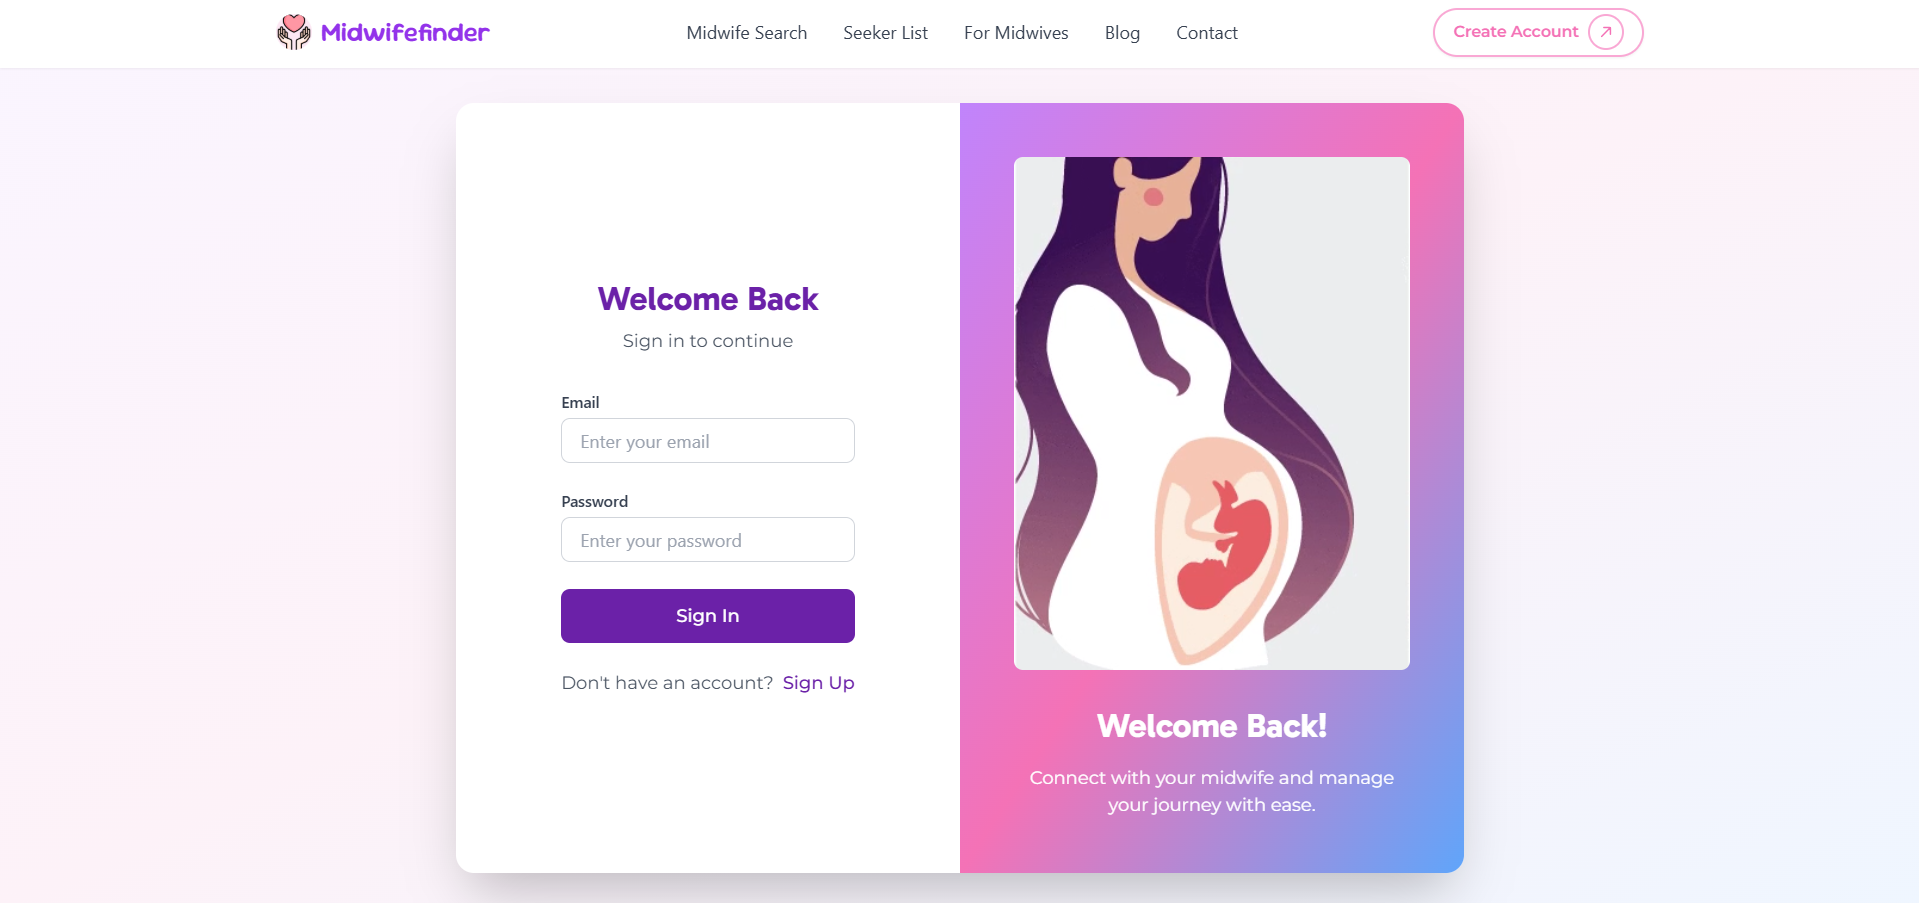 Midwifefinder
Midwife Search
Seeker List
For Midwives
Blog
Contact
Create Account
Welcome Back
Sign in to continue
Email
Enter your email
Password
Enter your password
Sign In
Don't have an account? Sign Up
Welcome Back!
Connect with your midwife and manage
your journey with ease.